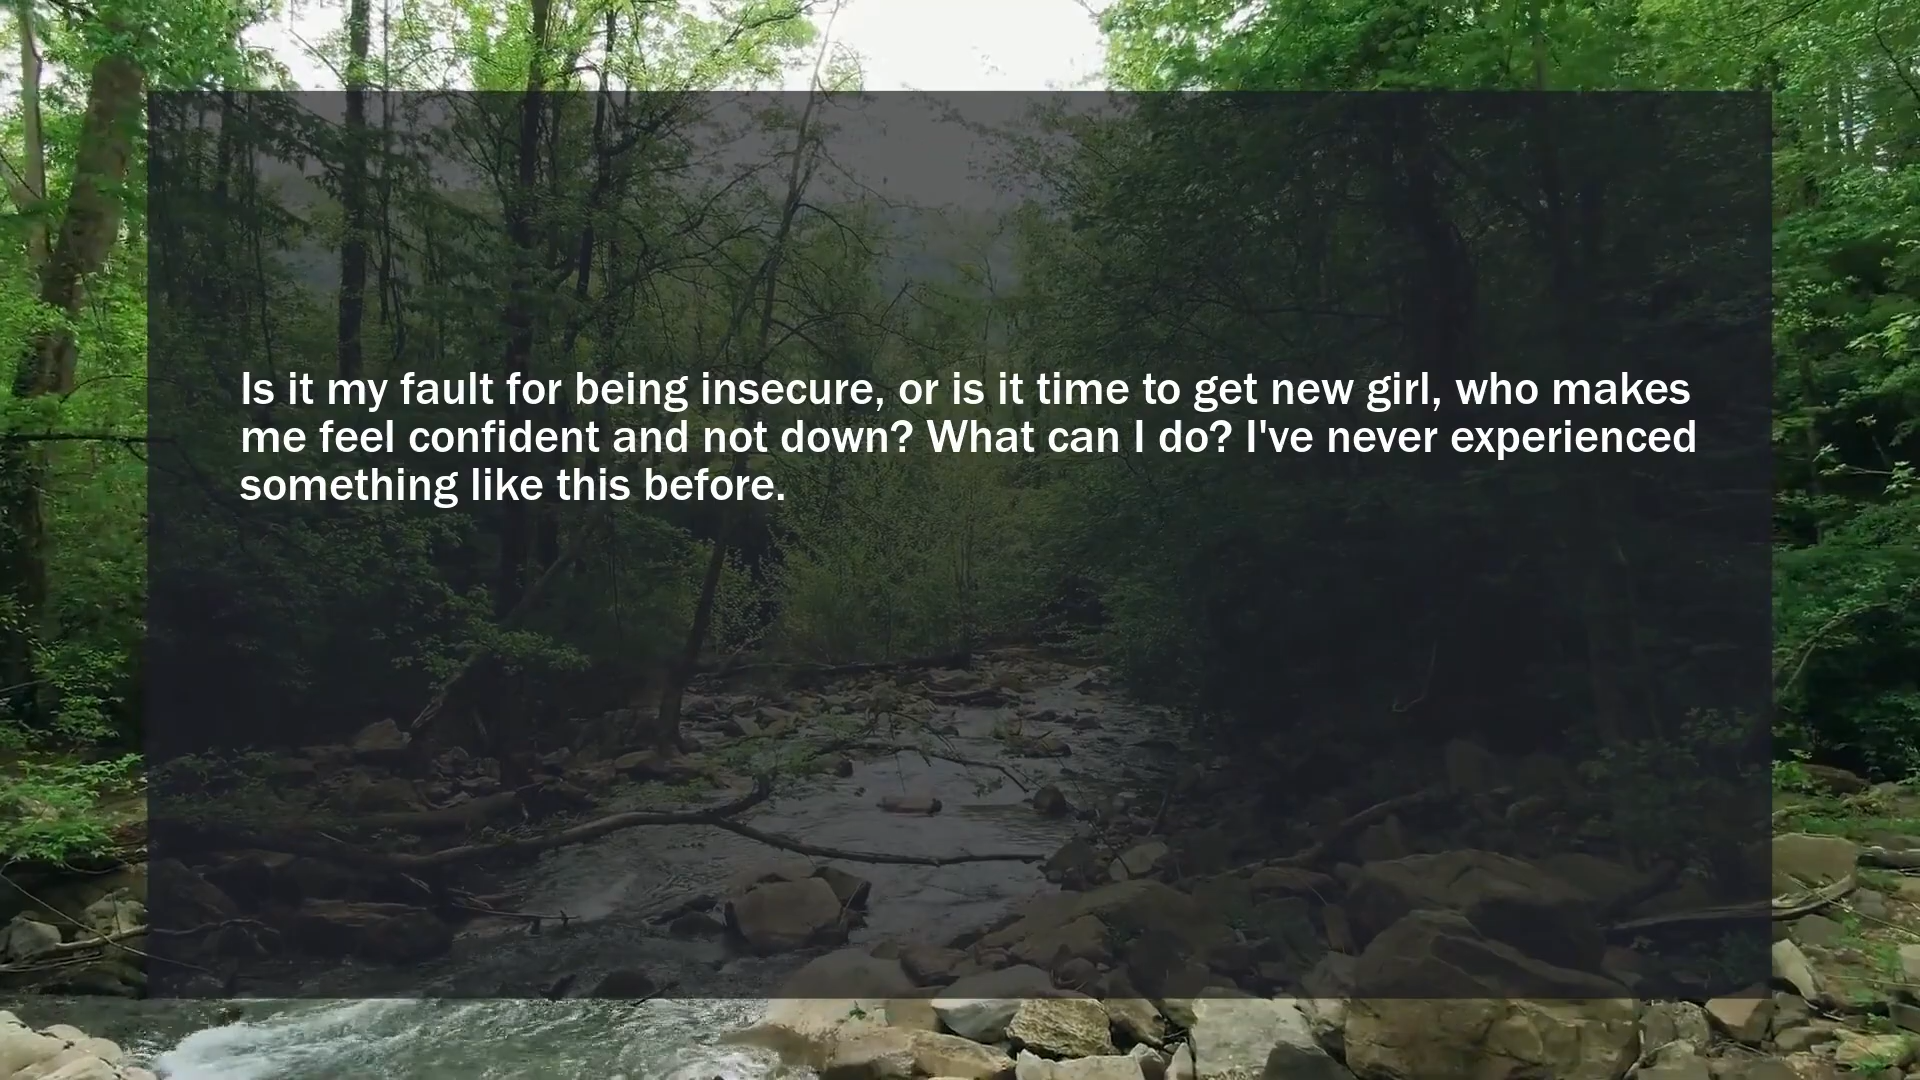 Is it my fault for being insecure, or is it time to get new girl, who makes
me feel confident and not down? What can I do? I've never experienced
something like this before.